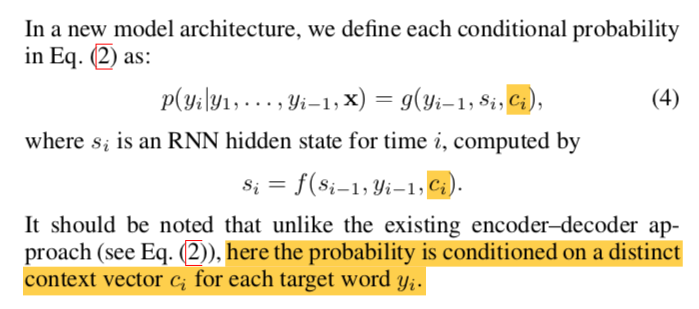 In a new model architecture, we define each conditional probability
in Eq. (2) as:
p(yᵢ|y₁, . . . , yᵢ₋₁, x) = g(yᵢ₋₁, sᵢ, cᵢ), (4)
where sᵢ is an RNN hidden state for time i, computed by
sᵢ = f(sᵢ₋₁, yᵢ₋₁, cᵢ).
It should be noted that unlike the existing encoder–decoder ap-
proach (see Eq. (2)), here the probability is conditioned on a distinct
context vector cᵢ for each target word yᵢ.